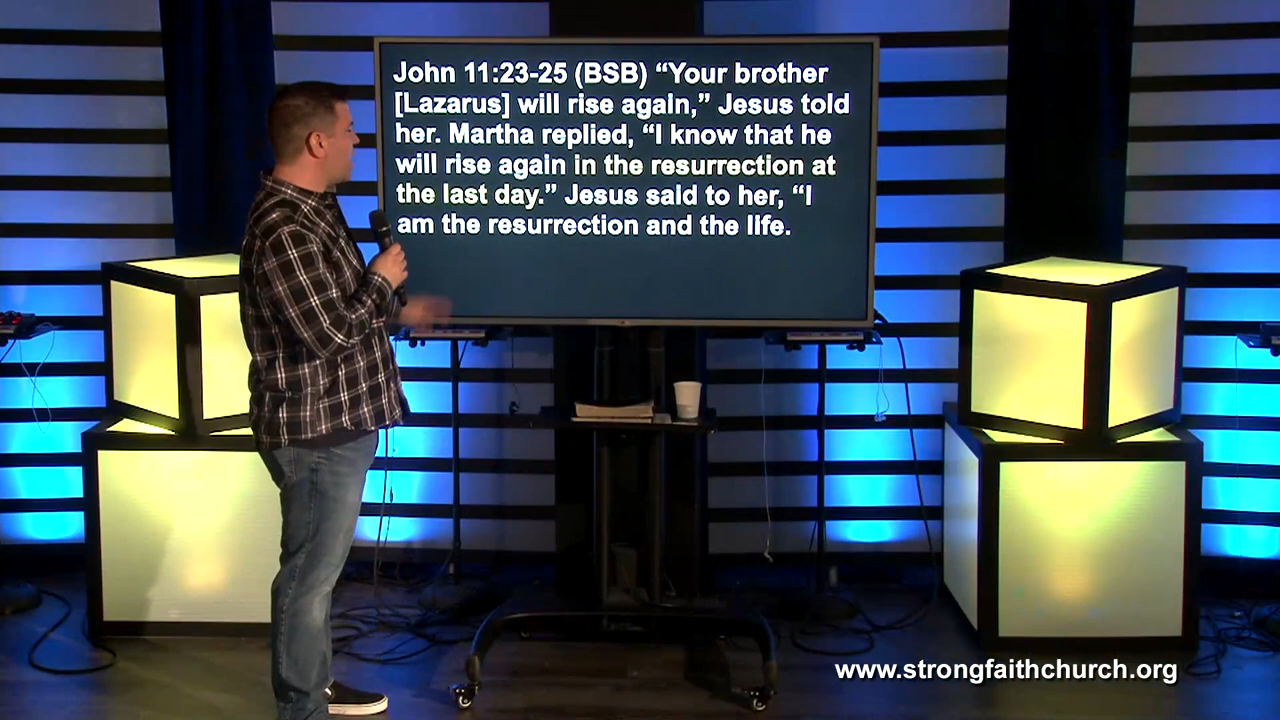 John 11:23-25 (BSB) “Your brother
[Lazarus] will rise again,” Jesus told
her. Martha replied, “I know that he
will rise again in the resurrection at
the last day.” Jesus said to her, “I
am the resurrection and the life.
www.strongfaithchurch.org